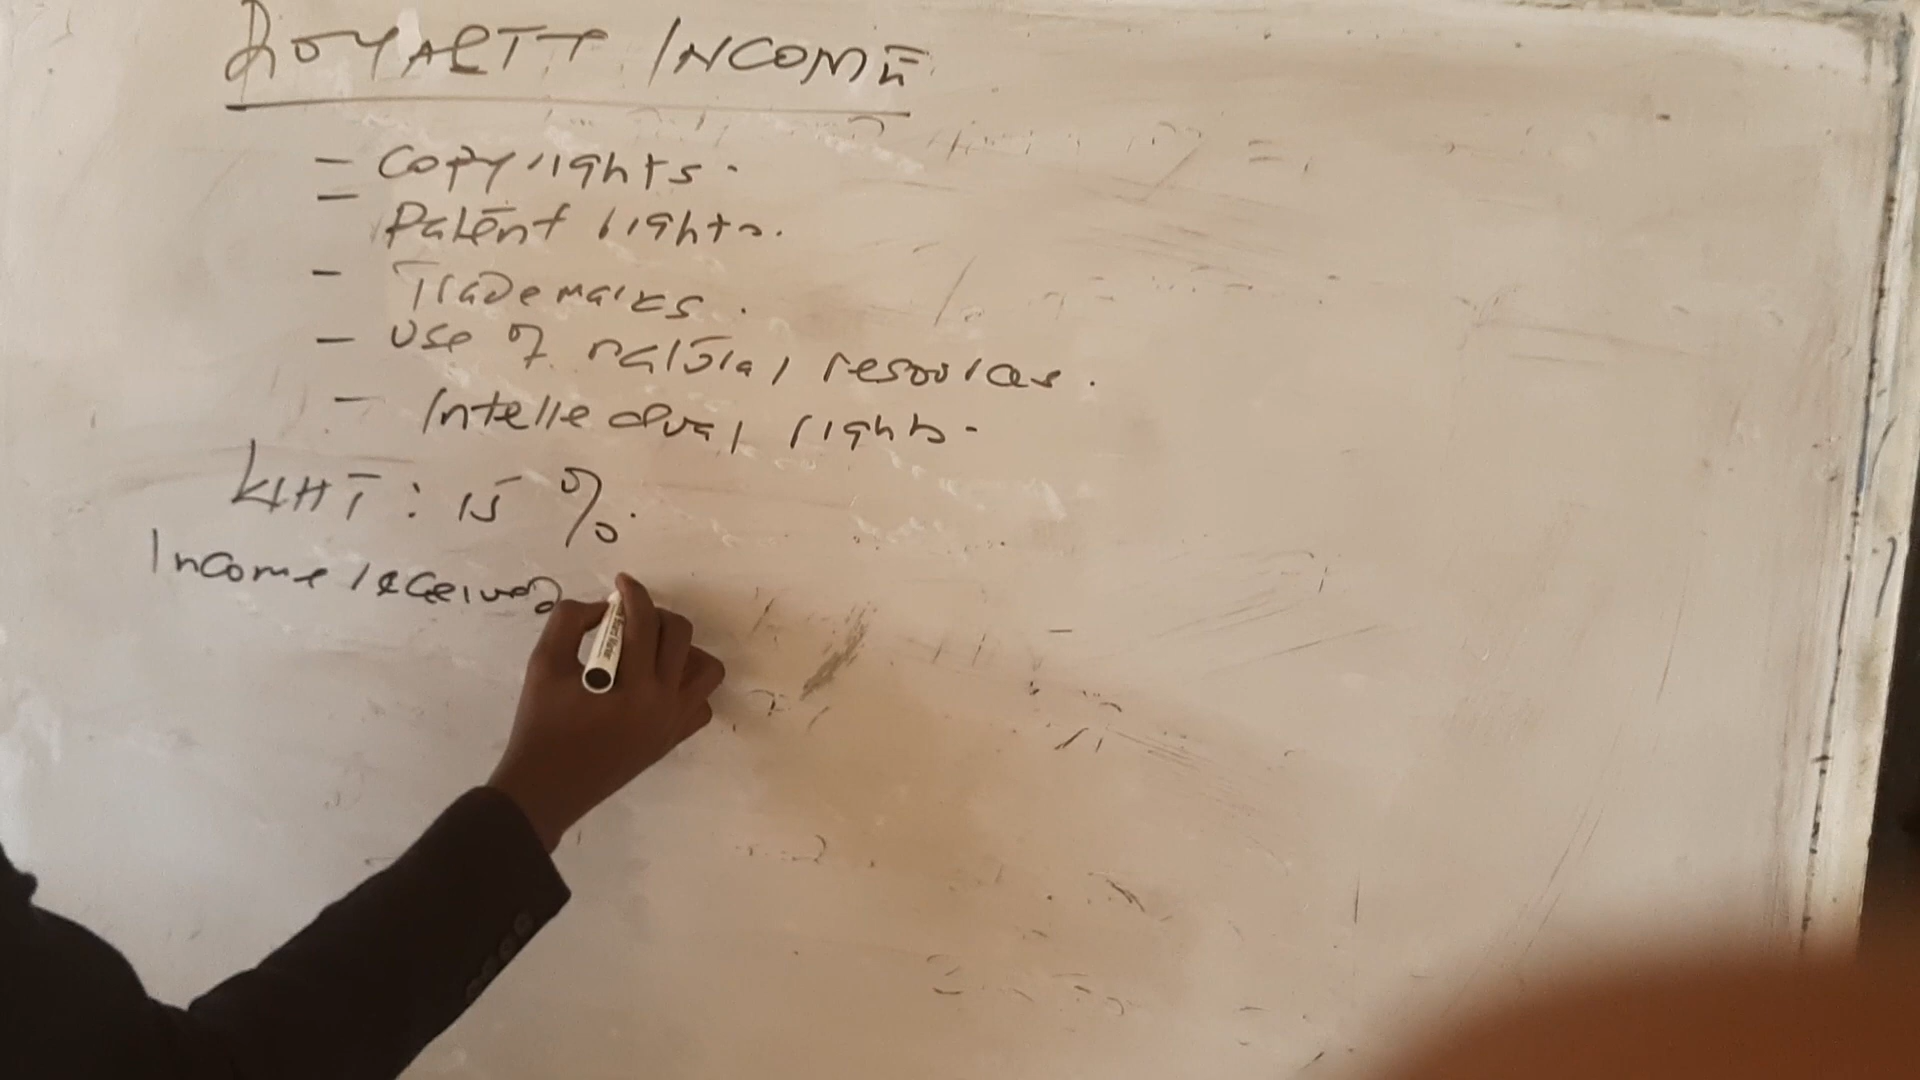 ROYALTY INCOME
- Copyrights.
- Patent rights.
- Trademarks.
- Use of natural resources.
- Intellectual rights.
WHT: 15%.
Income received